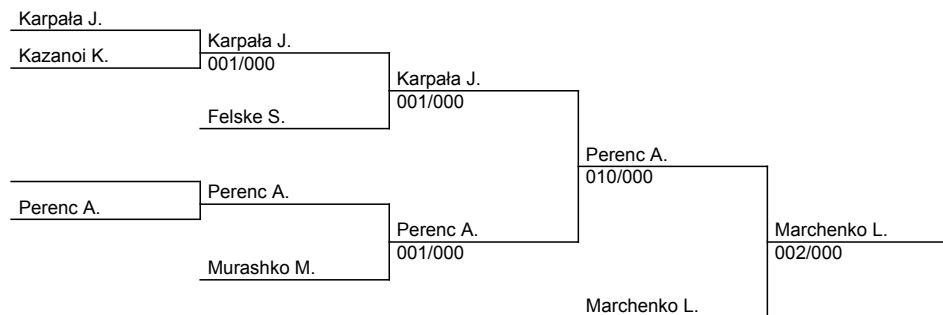 Karpała J.
Kazanoi K.
Karpała J.
001/000
Felske S.
Karpała J.
001/000
Perenc A.
Perenc A.
Murashko M.
Perenc A.
001/000
Perenc A.
010/000
Marchenko L.
Marchenko L.
002/000